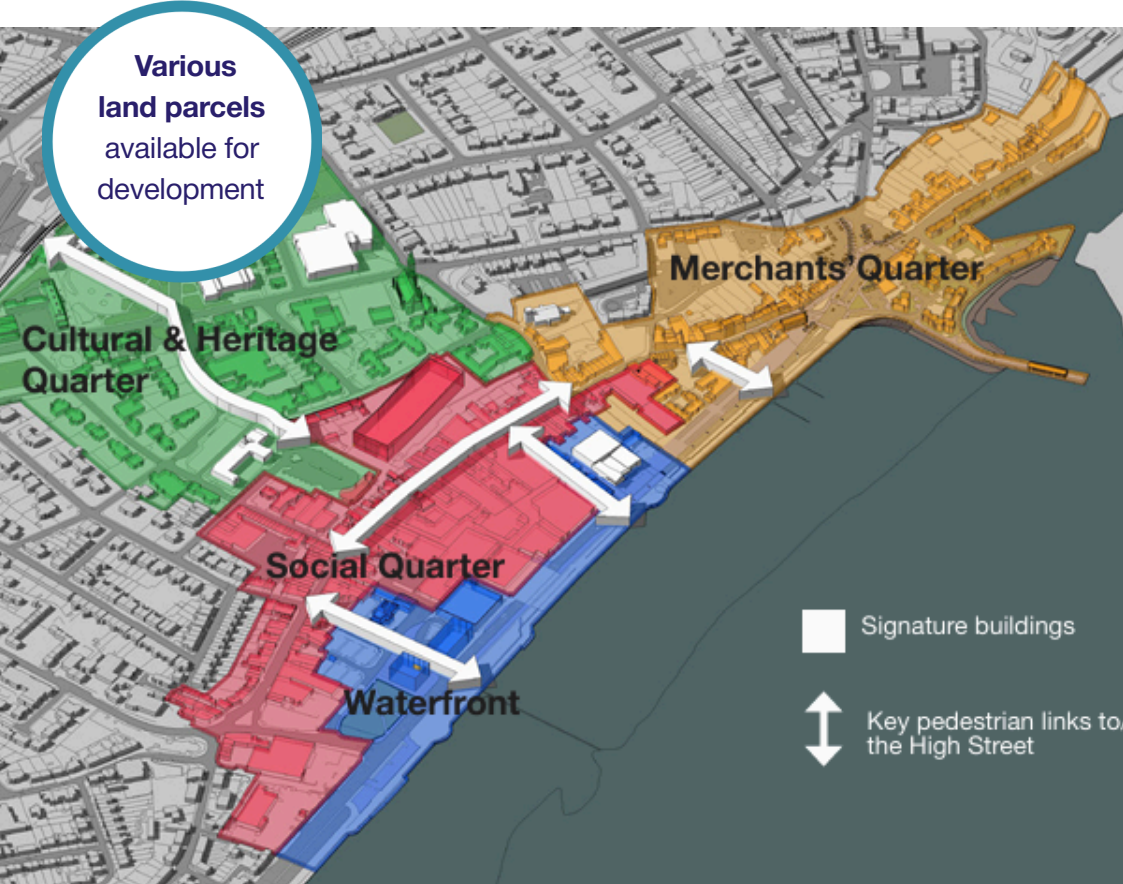 Various
land parcels
available for
development
Merchants' Quarter
Cultural & Heritage
Quarter
Social Quarter
Waterfront
Signature buildings
Key pedestrian links to/
the High Street